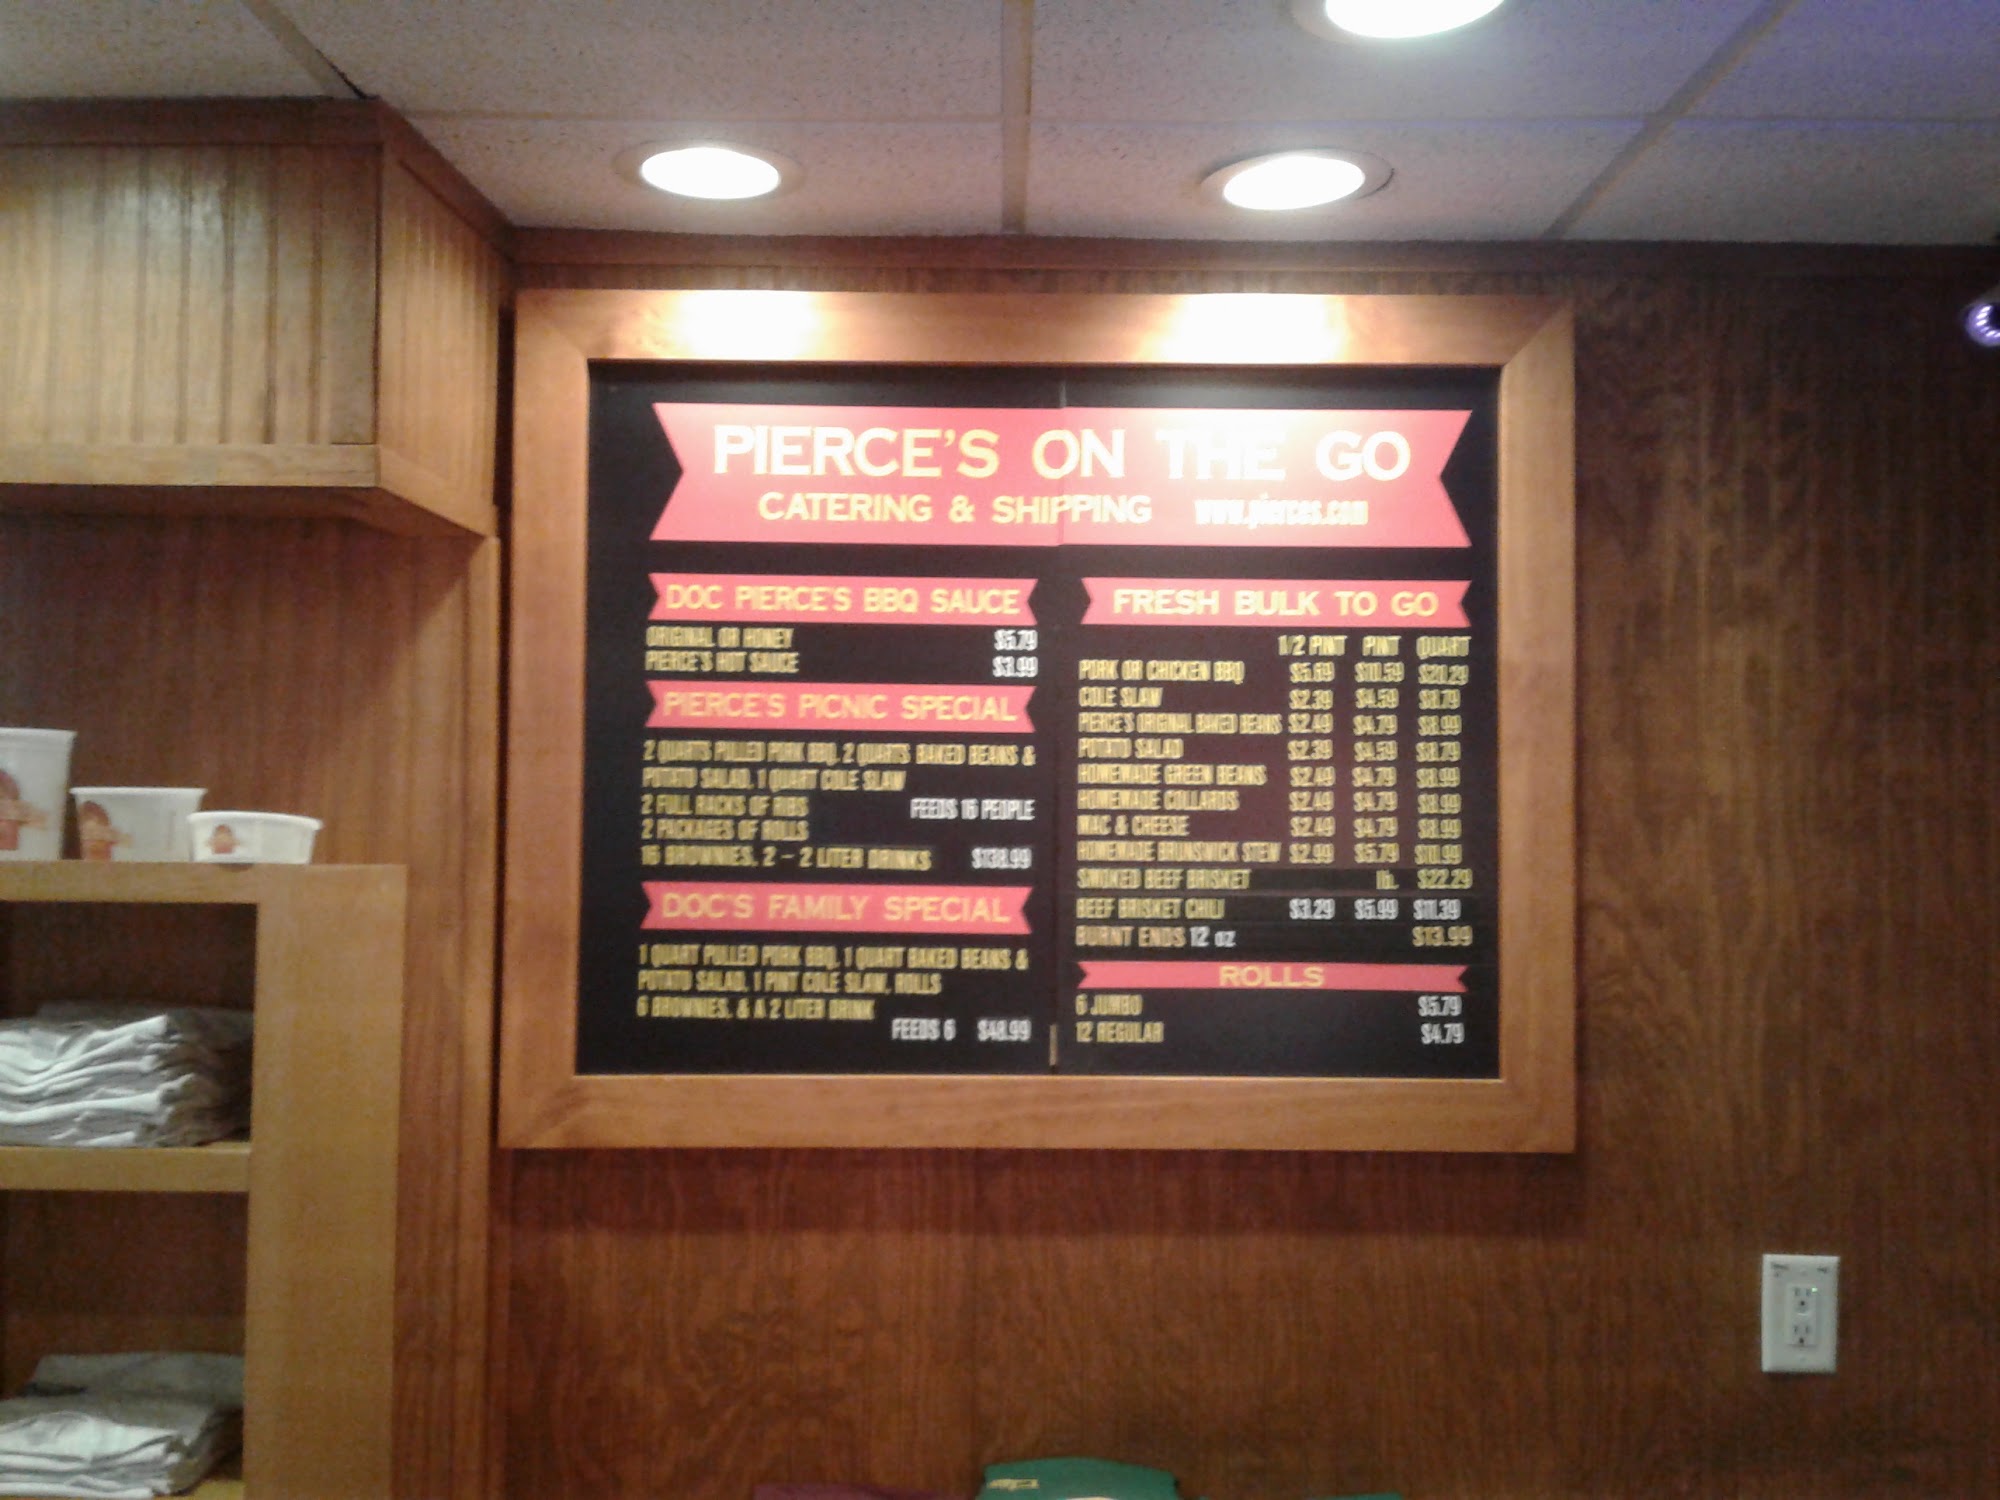 PIERCE'S ON THE GO
CATERING & SHIPPING www.pierces.com
DOC PIERCE'S BBQ SAUCE
ORIGINAL OR HONEY $5.79
PIERCE'S HOT SAUCE $3.99
PIERCE'S PICNIC SPECIAL
2 QUARTS PULLED PORK BBQ, 2 QUARTS BAKED BEANS &
POTATO SALAD, 1 QUART COLE SLAW
2 FULL RACKS OF RIBS FEEDS 16 PEOPLE
2 PACKAGES OF ROLLS
16 BROWNIES, 2 - 2 LITER DRINKS $138.99
DOC'S FAMILY SPECIAL
1 QUART PULLED PORK BBQ, 1 QUART BAKED BEANS &
POTATO SALAD, 1 PINT COLE SLAW, ROLLS
6 BROWNIES, & A 2 LITER DRINK
FEEDS 6 $48.99
FRESH BULK TO GO
1/2 PINT PINT QUART
PORK OR CHICKEN BBQ $5.69 $10.59 $20.29
COLE SLAW $2.39 $4.59 $8.79
PIERCE'S ORIGINAL BAKED BEANS $2.49 $4.79 $8.99
POTATO SALAD $2.39 $4.59 $8.79
HOMEMADE GREEN BEANS $2.49 $4.79 $8.99
HOMEMADE COLLARDS $2.49 $4.79 $8.99
MAC & CHEESE $2.49 $4.79 $8.99
HOMEMADE BRUNSWICK STEW $2.99 $5.79 $10.99
SMOKED BEEF BRISKET lb. $22.29
BEEF BRISKET CHILI $3.29 $5.99 $11.39
BURNT ENDS 12 oz $13.99
ROLLS
6 JUMBO $5.79
12 REGULAR $4.79